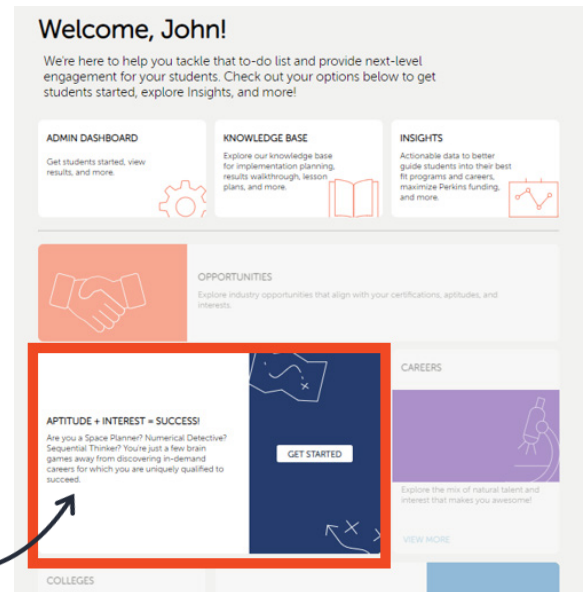 Welcome, John!
We're here to help you tackle that to-do list and provide next-level
engagement for your students. Check out your options below to get
students started, explore Insights, and more!
ADMIN DASHBOARD
Get students started, view
results, and more.
KNOWLEDGE BASE
Explore our knowledge base
for implementation planning,
results walkthrough, lesson
plans, and more.
INSIGHTS
Actionable data to better
guide students into their best
fit programs and careers,
maximize Perkins funding,
and more.
OPPORTUNITIES
Explore industry opportunities that align with your certifications, aptitudes, and
interests.
APTITUDE + INTEREST = SUCCESS!
Are you a Space Planner? Numerical Detective?
Sequential Thinker? You're just a few brain
games away from discovering in-demand
careers for which you are uniquely qualified to
succeed.
GET STARTED
CAREERS
Explore the mix of natural talent and
interest that makes you awesome!
VIEW MORE
COLLEGES